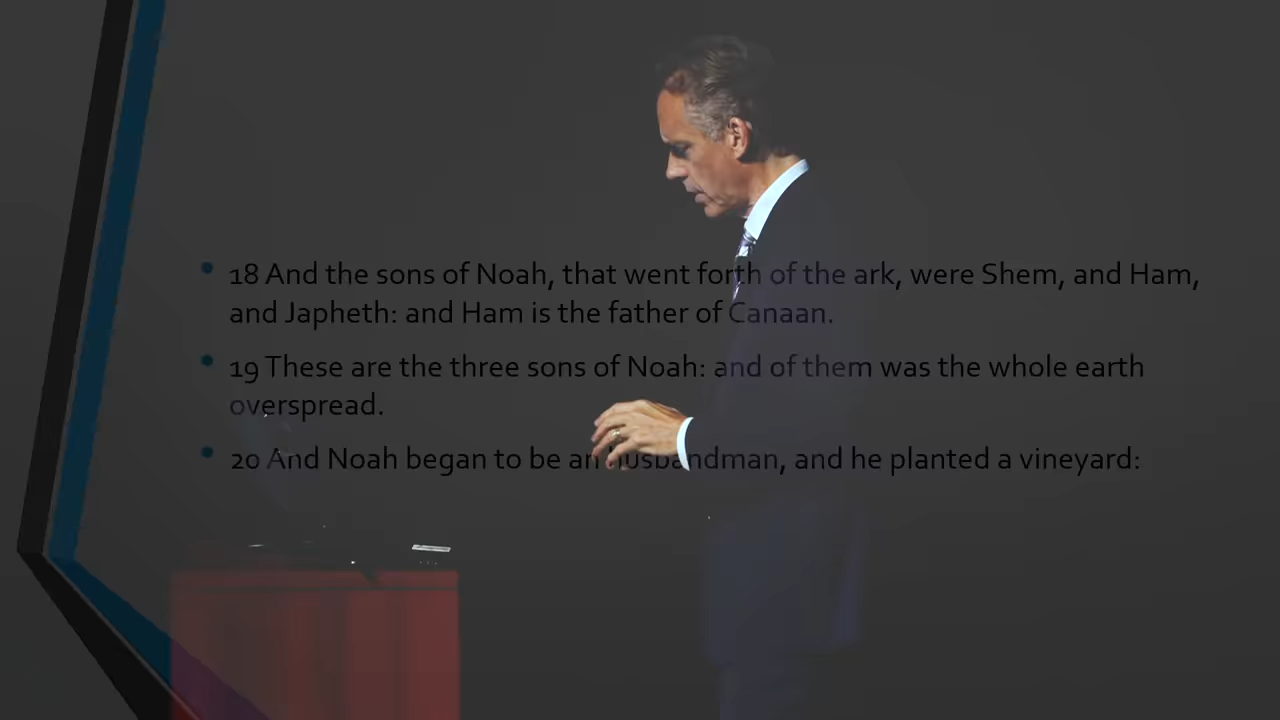 18 And the sons of Noah, that went forth of the ark, were Shem, and Ham,
and Japheth: and Ham is the father of Canaan.
19 These are the three sons of Noah: and of them was the whole earth
overspread.
20 And Noah began to be an husbandman, and he planted a vineyard: